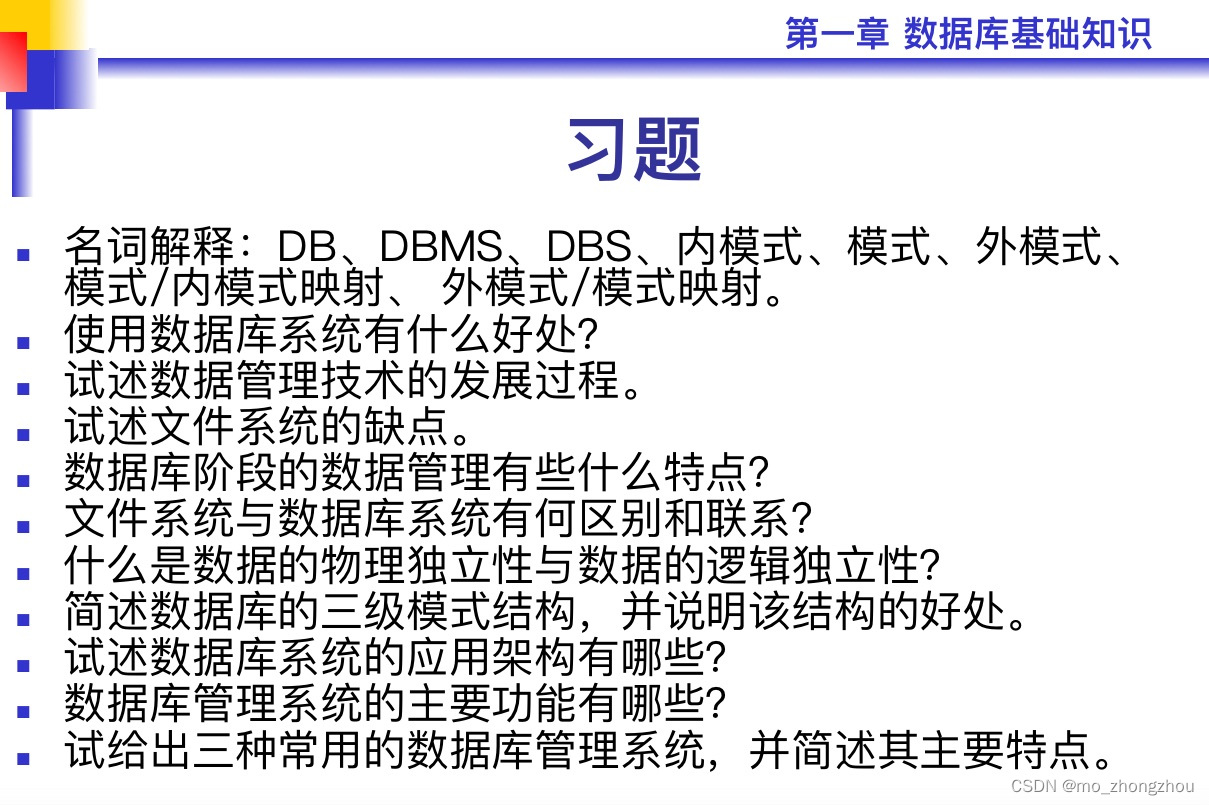 第一章 数据库基础知识
习题
名词解释：DB、DBMS、DBS、内模式、模式、外模式、
模式/内模式映射、 外模式/模式映射。
使用数据库系统有什么好处？
试述数据管理技术的发展过程。
试述文件系统的缺点。
数据库阶段的数据管理有些什么特点？
文件系统与数据库系统有何区别和联系？
什么是数据的物理独立性与数据的逻辑独立性？
简述数据库的三级模式结构，并说明该结构的好处。
试述数据库系统的应用架构有哪些？
数据库管理系统的主要功能有哪些？
试给出三种常用的数据库管理系统，并简述其主要特点。
CSDN @mo_zhongzhou